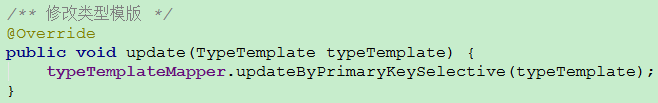 /** 修改类型模版 */
@Override
public void update(TypeTemplate typeTemplate) {
    typeTemplateMapper.updateByPrimaryKeySelective(typeTemplate);
}